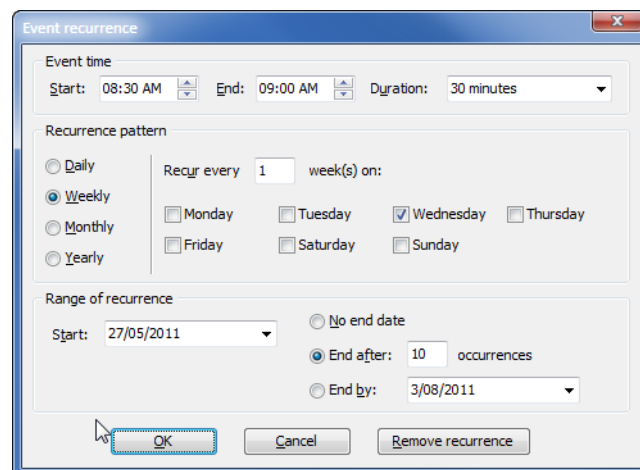 Event recurrence
Event time
Start: 08:30 AM End: 09:00 AM Duration: 30 minutes
Recurrence pattern
Daily
Weekly
Monthly
Yearly
Recur every 1 week(s) on:
Monday Tuesday Wednesday Thursday
Friday Saturday Sunday
Range of recurrence
Start: 27/05/2011
No end date
End after: 10 occurrences
End by: 3/08/2011
OK Cancel Remove recurrence